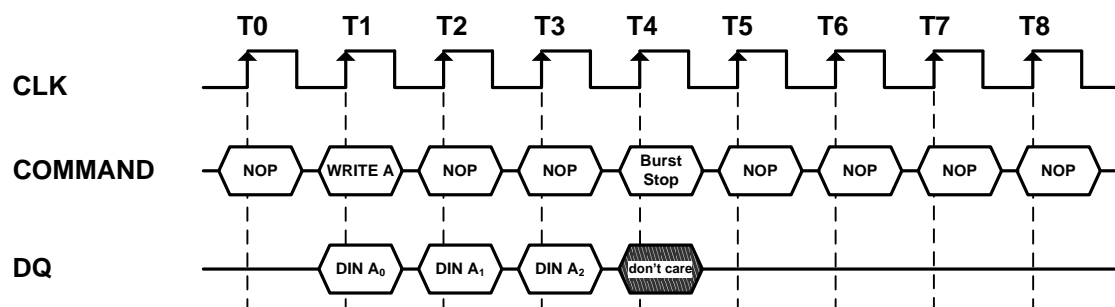 T0 T1 T2 T3 T4 T5 T6 T7 T8
CLK
COMMAND NOP WRITE A NOP NOP Burst Stop NOP NOP NOP NOP
DQ DIN A₀ DIN A₁ DIN A₂ don't care